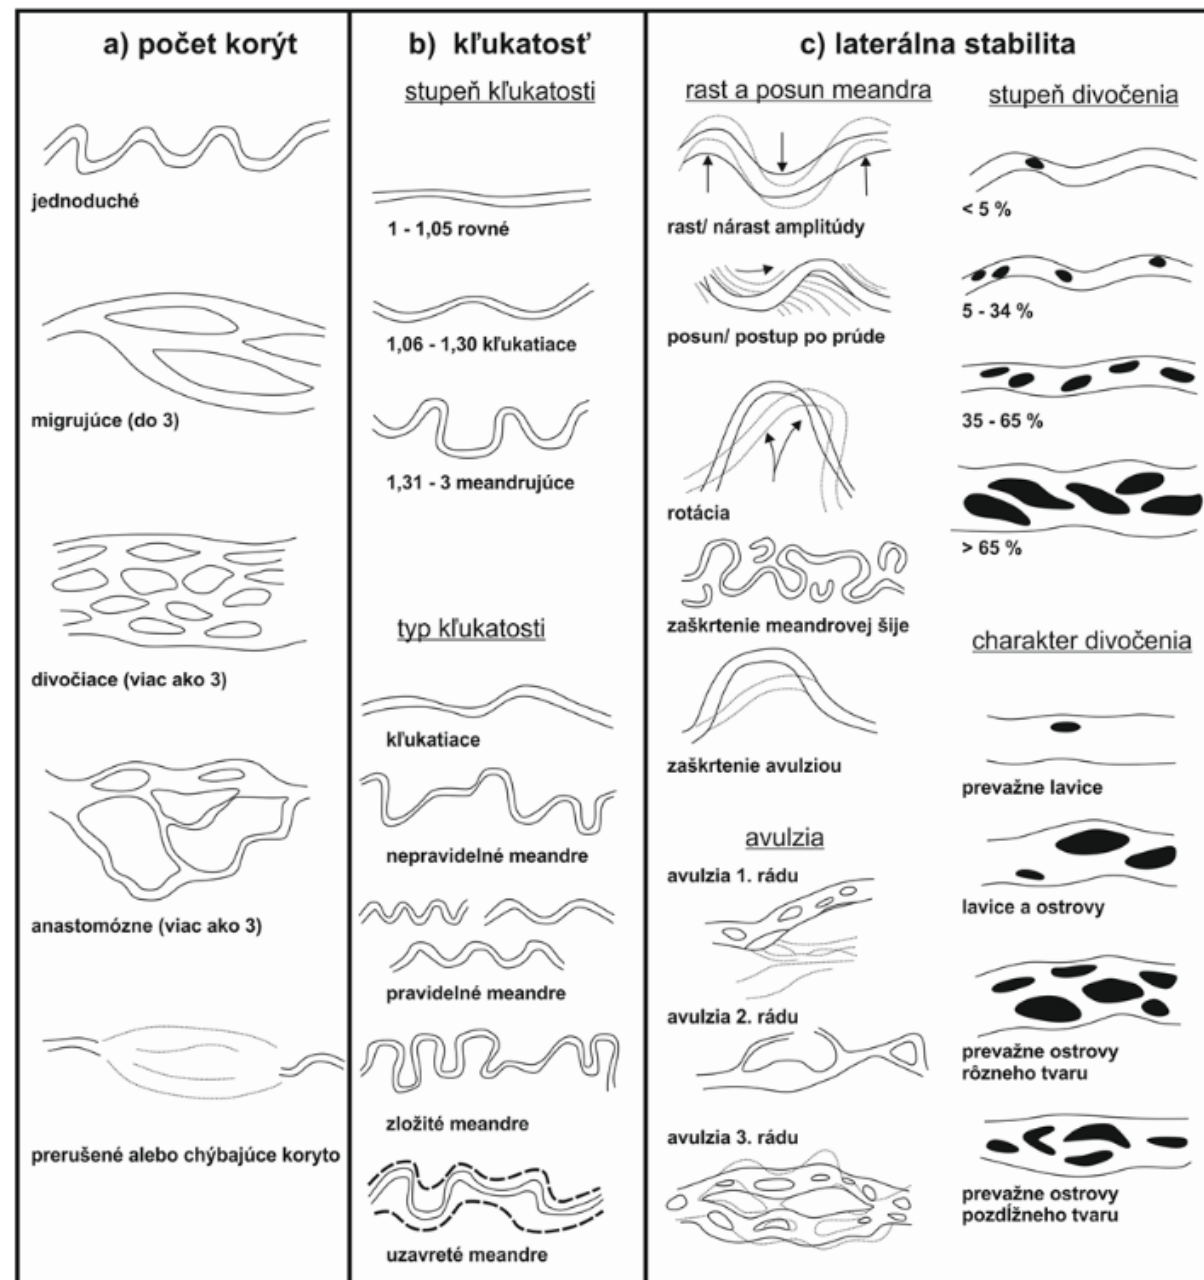 a) počet korýt
jednoduché
migrujúce (do 3)
divočiace (viac ako 3)
anastomózne (viac ako 3)
prerušené alebo chýbajúce koryto
b) kľukatosť
stupeň kľukatosti
1 - 1,05 rovné
1,06 - 1,30 kľukatiace
1,31 - 3 meandrujúce
typ kľukatosti
kľukatiace
nepravidelné meandre
pravidelné meandre
zložité meandre
uzavreté meandre
c) laterálna stabilita
rast a posun meandra
rast/ nárast amplitúdy
posun/ postup po prúde
rotácia
zaškrtenie meandrovej šije
zaškrtenie avulziou
avulzia
avulzia 1. rádu
avulzia 2. rádu
avulzia 3. rádu
stupeň divočenia
< 5 %
5 - 34 %
35 - 65 %
> 65 %
charakter divočenia
prevažne lavice
lavice a ostrovy
prevažne ostrovy
rôzneho tvaru
prevažne ostrovy
pozdĺžneho tvaru